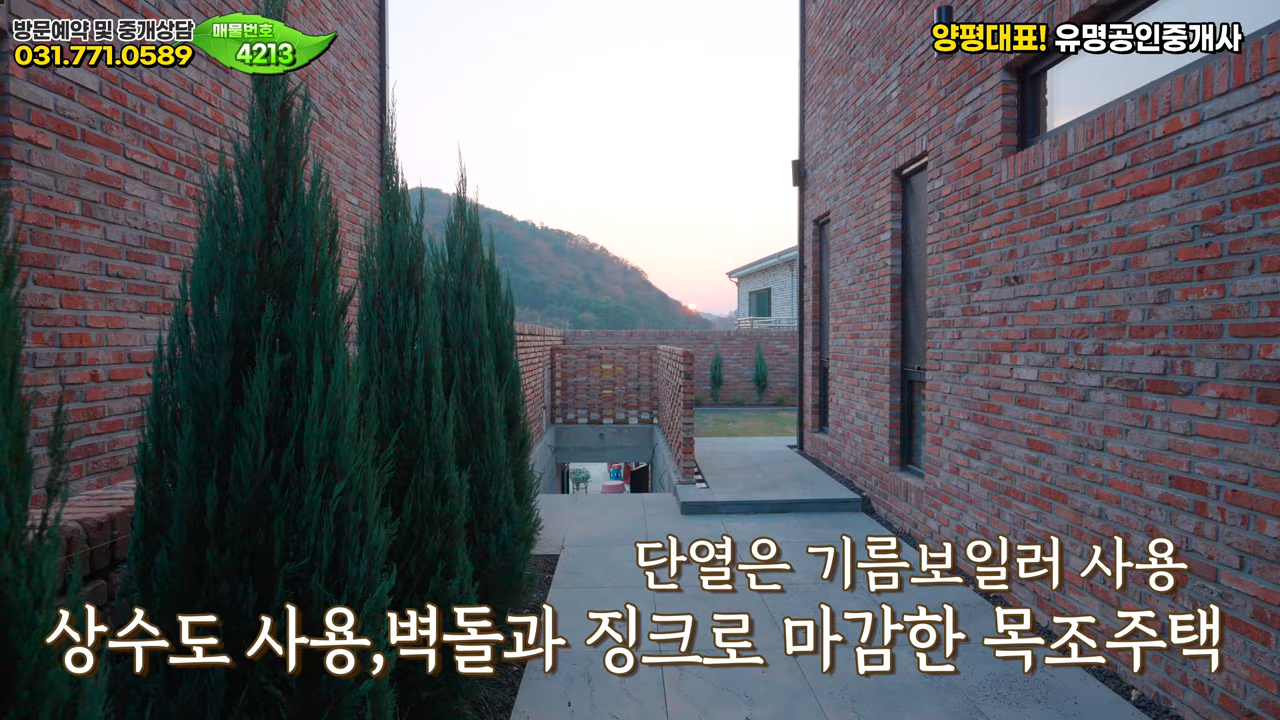 방문예약 및 중개상담
031.771.0589
매물번호
4213
양평대표! 유명공인중개사
단열은 기름보일러 사용
상수도 사용,벽돌과 징크로 마감한 목조주택